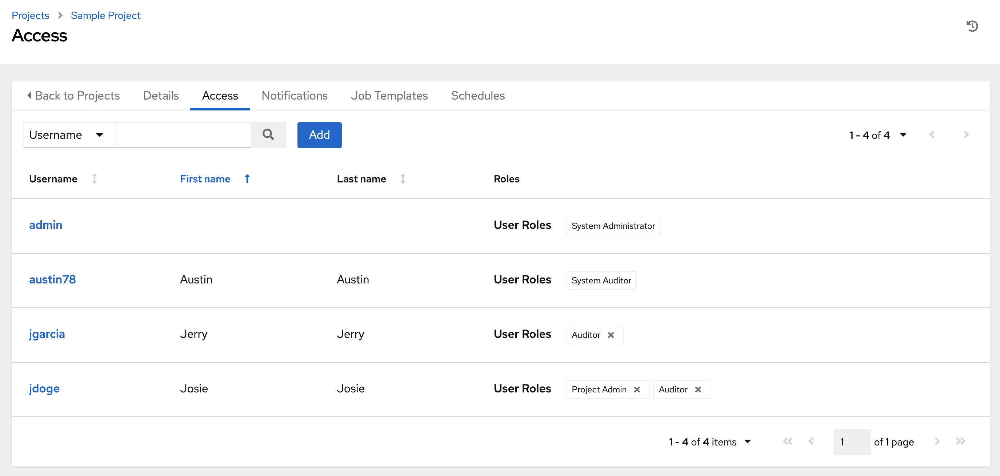 Projects > Sample Project
Access
Back to Projects Details Access Notifications Job Templates Schedules
Username Add 1 - 4 of 4
Username First name Last name Roles
admin User Roles System Administrator
austin78 Austin Austin User Roles System Auditor
jgarcia Jerry Jerry User Roles Auditor
jdoge Josie Josie User Roles Project Admin Auditor
1 - 4 of 4 items 1 of 1 page